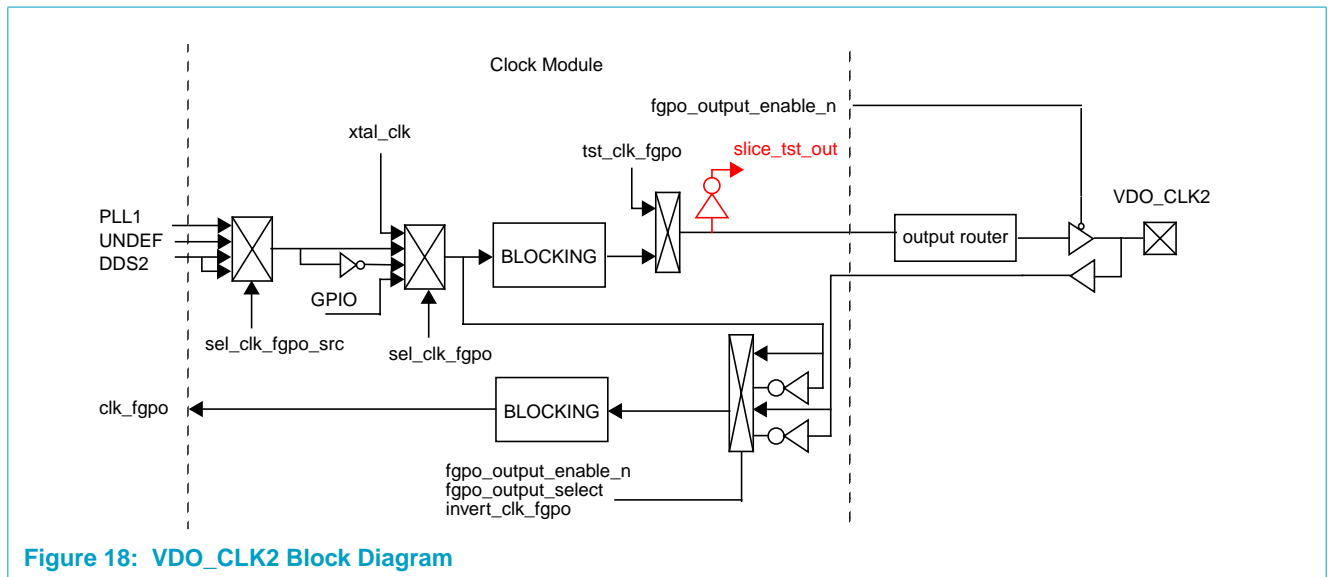 Clock Module
fgpo_output_enable_n
xtal_clk
tst_clk_fgpo
slice_tst_out
VDO_CLK2
PLL1
UNDEF
DDS2
BLOCKING
output router
GPIO
sel_clk_fgpo_src
sel_clk_fgpo
clk_fgpo
BLOCKING
fgpo_output_enable_n
fgpo_output_select
invert_clk_fgpo
Figure 18: VDO_CLK2 Block Diagram